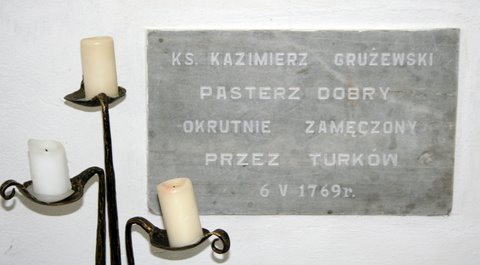 KS. KAZIMIERZ GRUŻEWSKI
PASTERZ DOBRY
OKRUTNIE ZAMĘCZONY
PRZEZ TURKÓW
6 V 1769r.